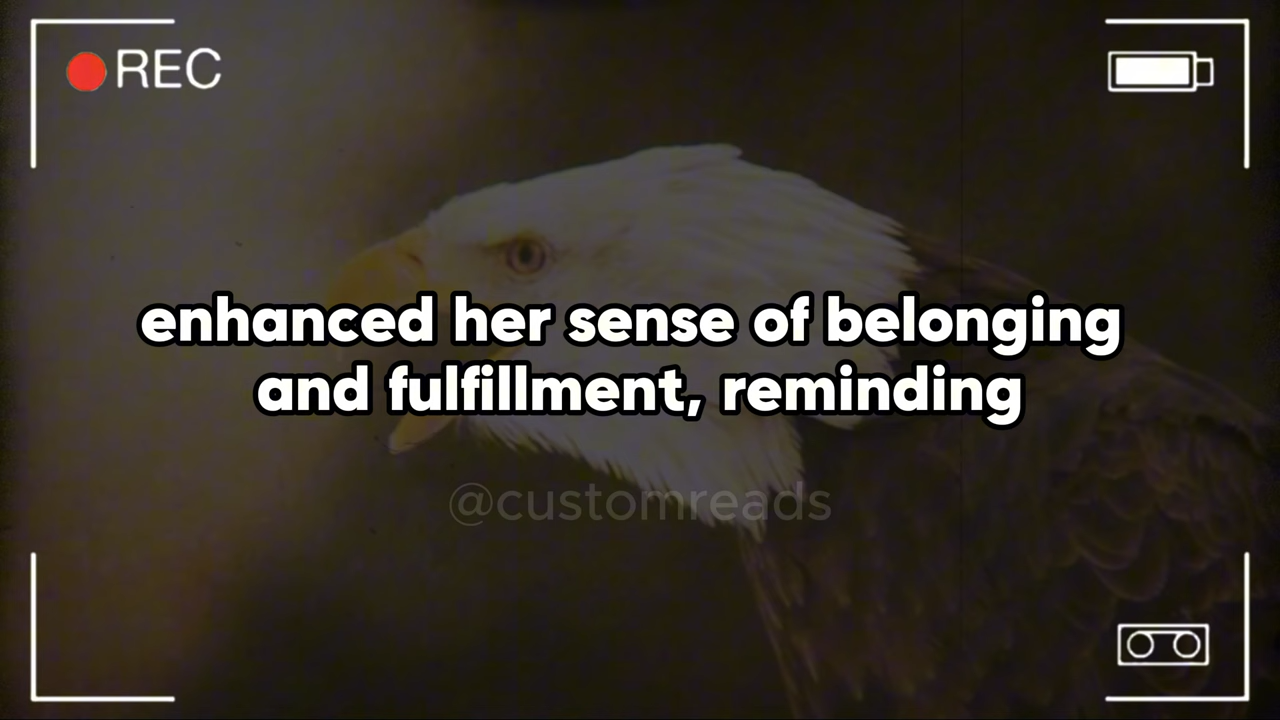 REC
enhanced her sense of belonging
and fulfillment, reminding
@customreads